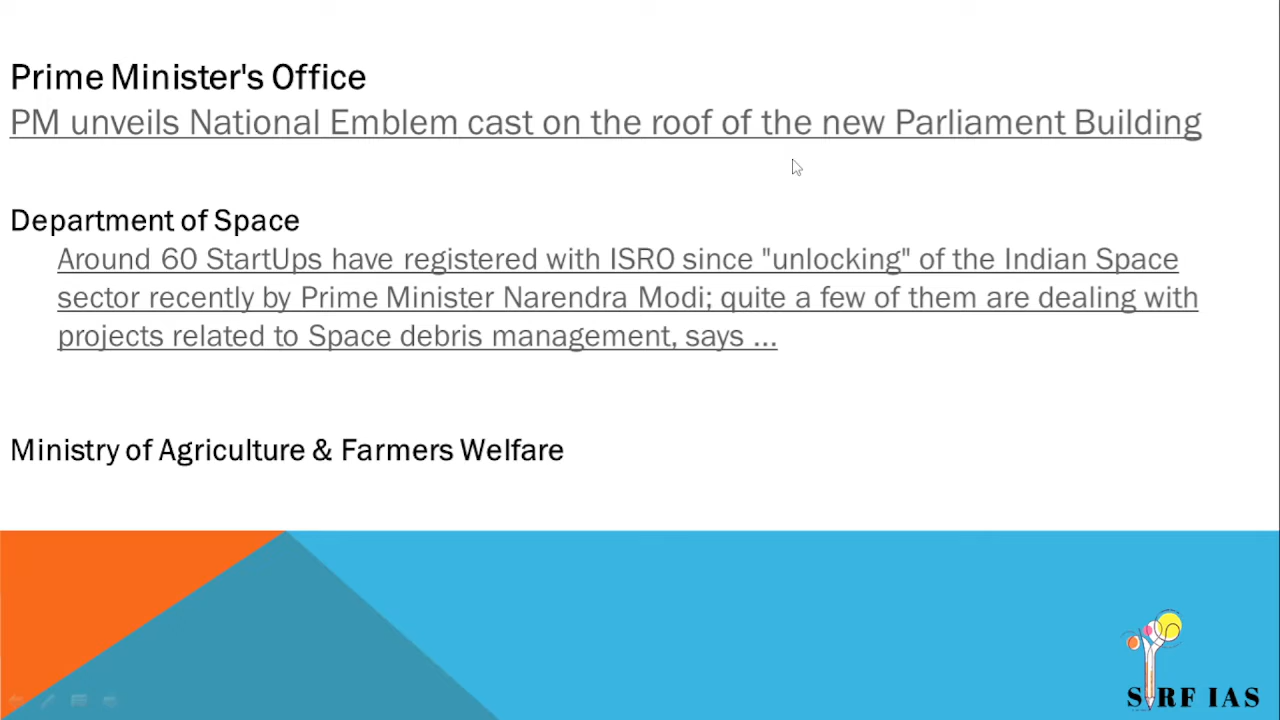 Prime Minister's Office
PM unveils National Emblem cast on the roof of the new Parliament Building
Department of Space
Around 60 StartUps have registered with ISRO since "unlocking" of the Indian Space
sector recently by Prime Minister Narendra Modi; quite a few of them are dealing with
projects related to Space debris management, says ...
Ministry of Agriculture & Farmers Welfare
SIRF IAS